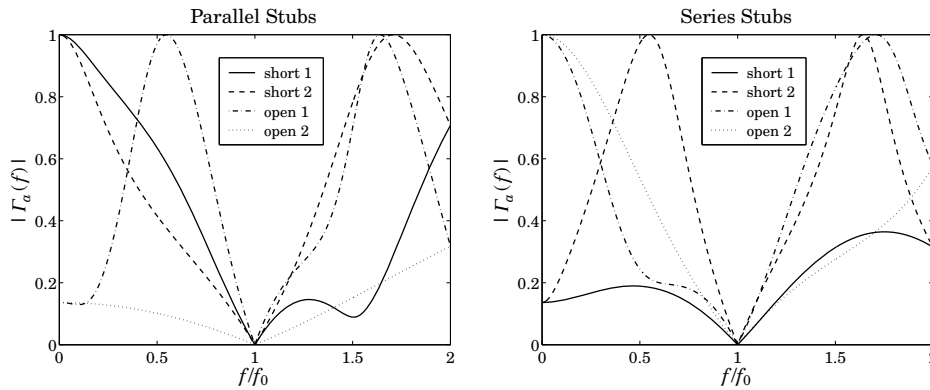 Parallel Stubs
1
0.8
0.6
0.4
0.2
0
0
0.5
1
1.5
2
| Γa (f) |
f/f0
short 1
short 2
open 1
open 2
Series Stubs
1
0.8
0.6
0.4
0.2
0
0
0.5
1
1.5
2
| Γa (f) |
f/f0
short 1
short 2
open 1
open 2